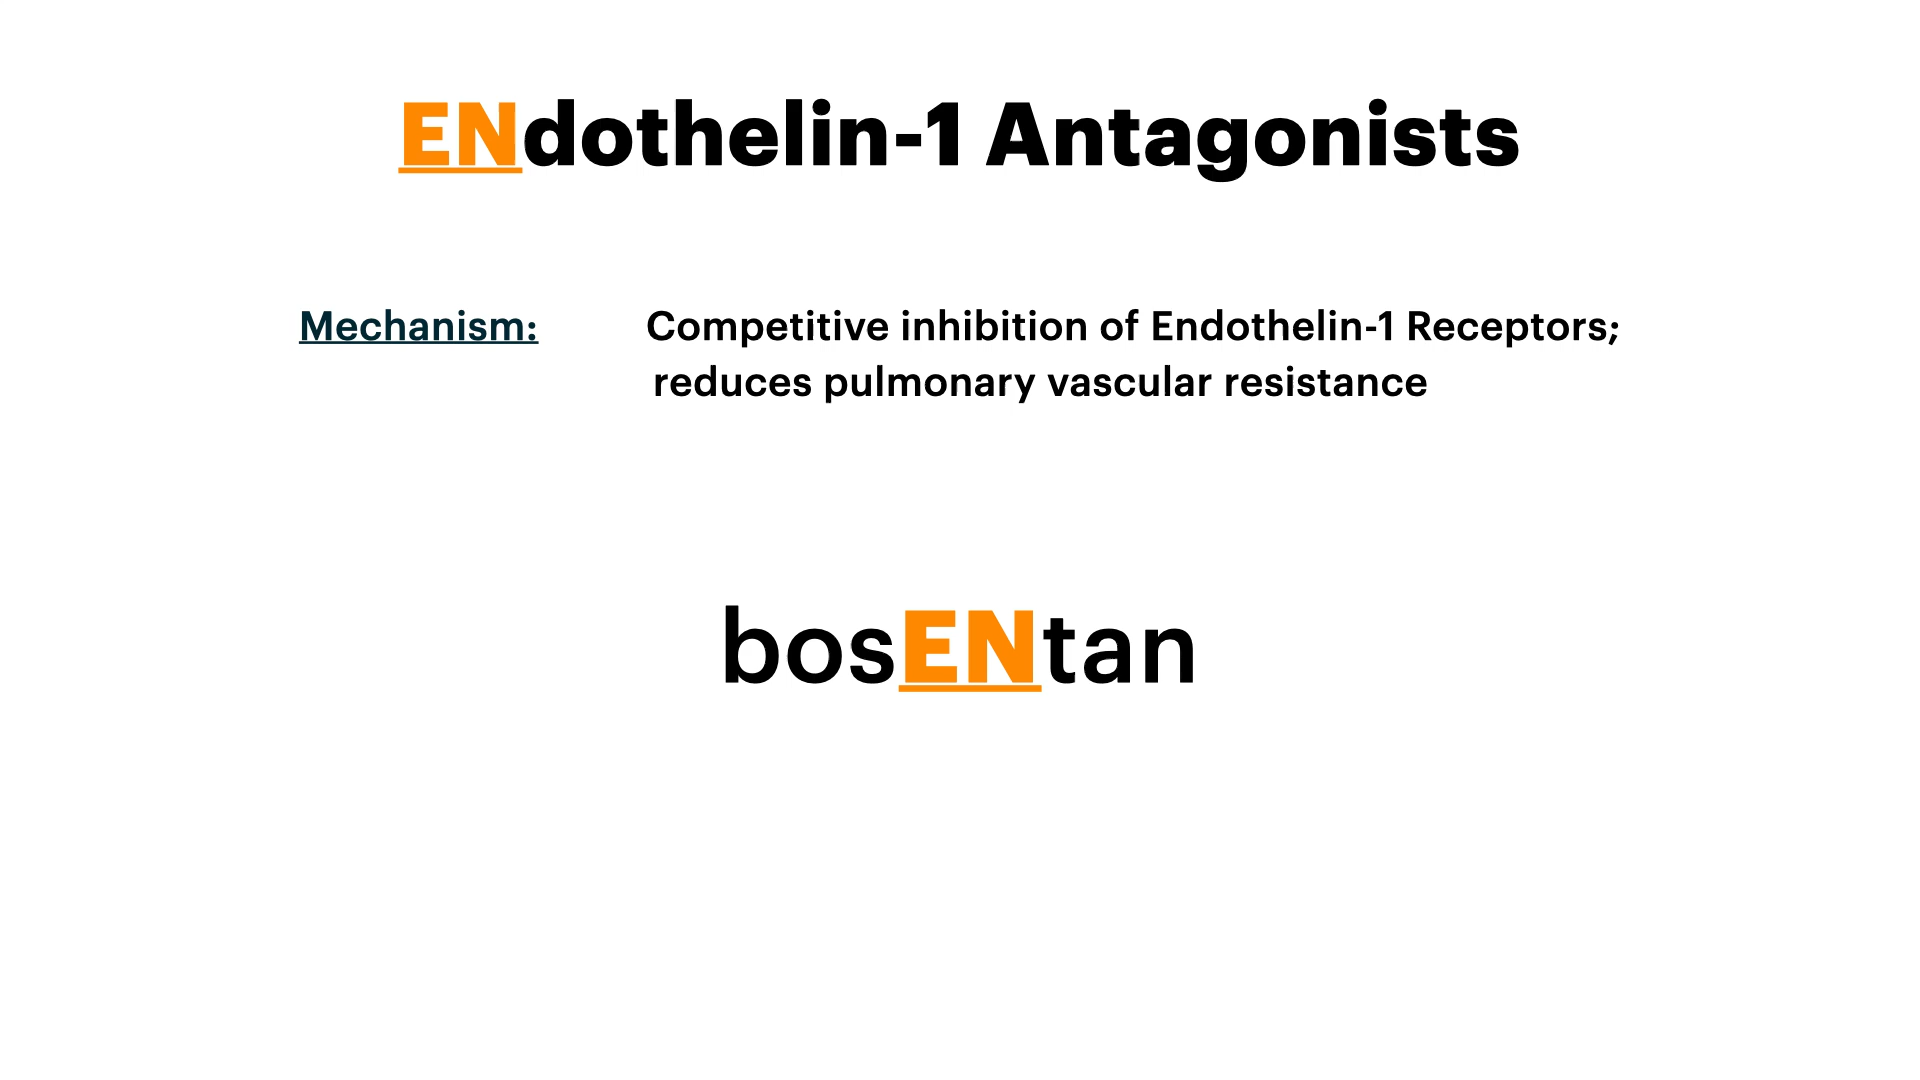 ENdothelin-1 Antagonists
Mechanism: Competitive inhibition of Endothelin-1 Receptors;
reduces pulmonary vascular resistance
bosENtan